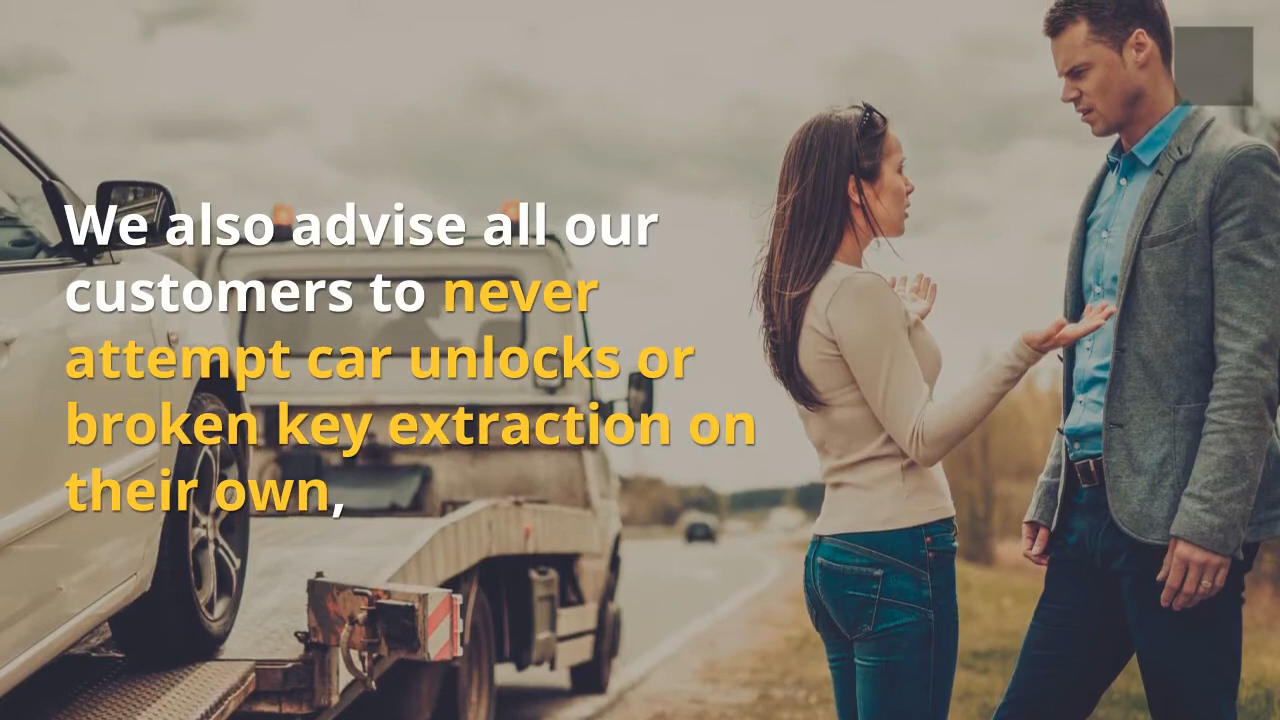 We also advise all our
customers to never
attempt car unlocks or
broken key extraction on
their own,